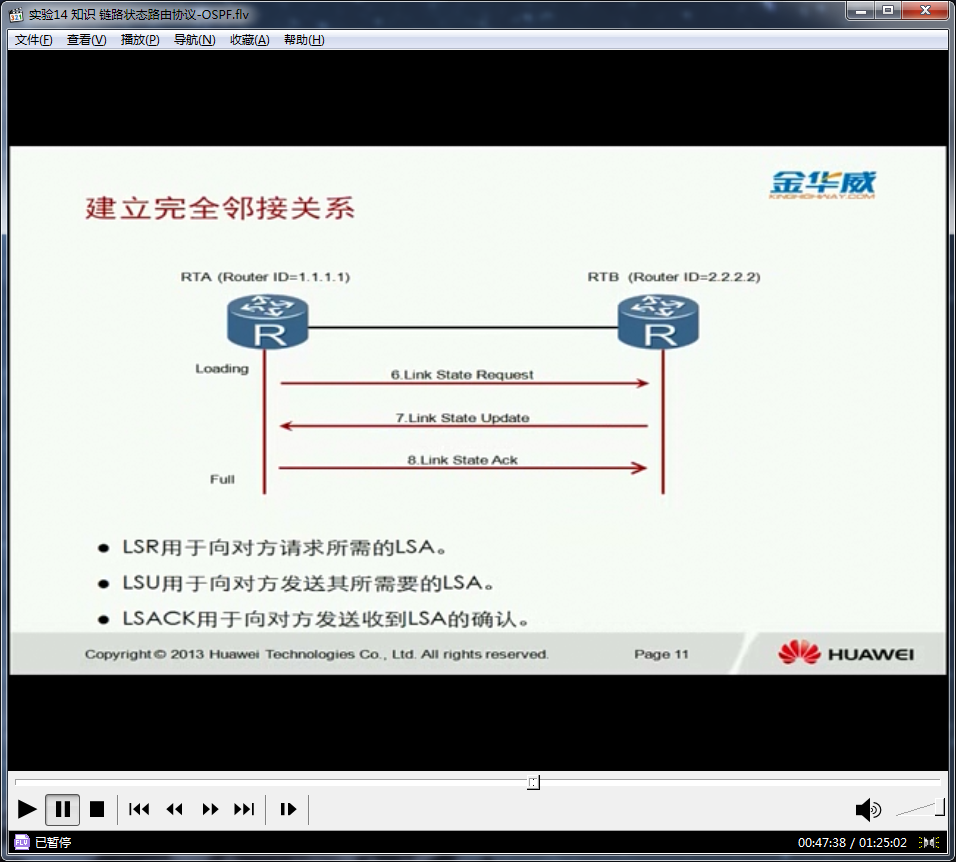 实验14 知识 链路状态路由协议-OSPF.flv
文件(F) 查看(V) 播放(P) 导航(N) 收藏(A) 帮助(H)
金华威
KINGHIGHWAY.COM
建立完全邻接关系
RTA (Router ID=1.1.1.1)
RTB (Router ID=2.2.2.2)
R
R
Loading
6.Link State Request
7.Link State Update
8.Link State Ack
Full
● LSR用于向对方请求所需的LSA。
● LSU用于向对方发送其所需要的LSA。
● LSACK用于向对方发送收到LSA的确认。
Copyright© 2013 Huawei Technologies Co., Ltd. All rights reserved.
Page 11
HUAWEI
FLV 已暂停
00:47:38 / 01:25:02